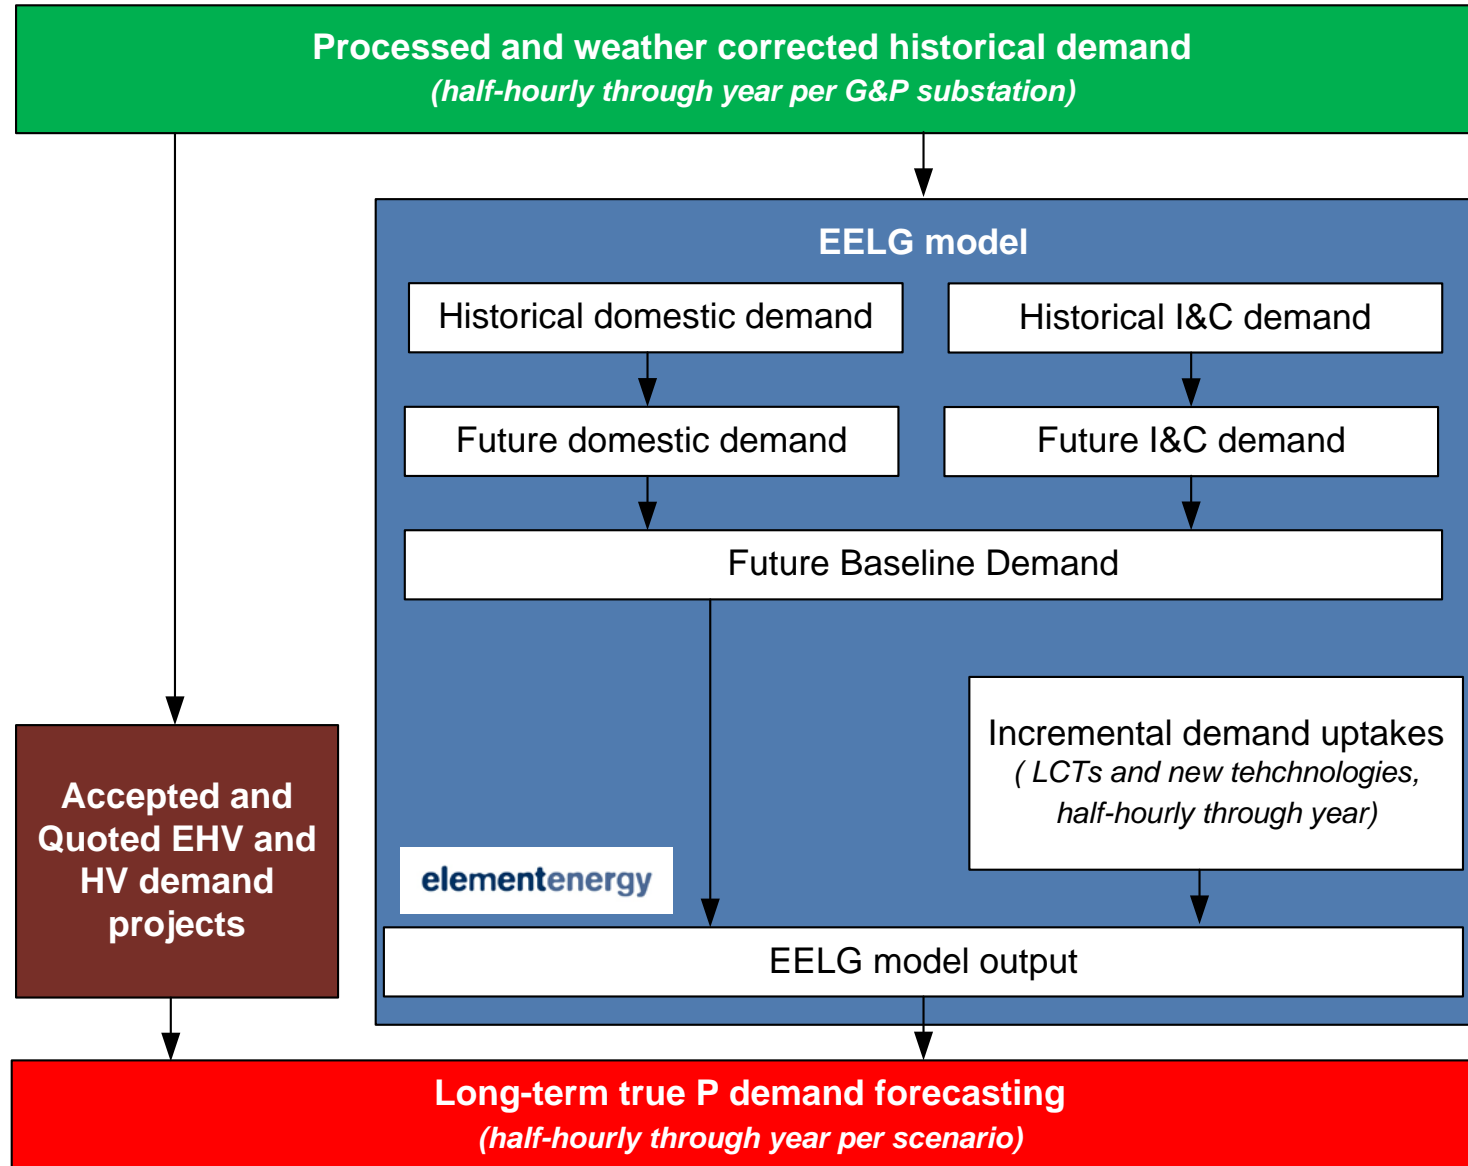 Processed and weather corrected historical demand
(half-hourly through year per G&P substation)
EELG model
Historical domestic demand
Historical I&C demand
Future domestic demand
Future I&C demand
Future Baseline Demand
Incremental demand uptakes
( LCTs and new tehchnologies,
half-hourly through year)
Accepted and
Quoted EHV and
HV demand
projects
elementenergy
EELG model output
Long-term true P demand forecasting
(half-hourly through year per scenario)